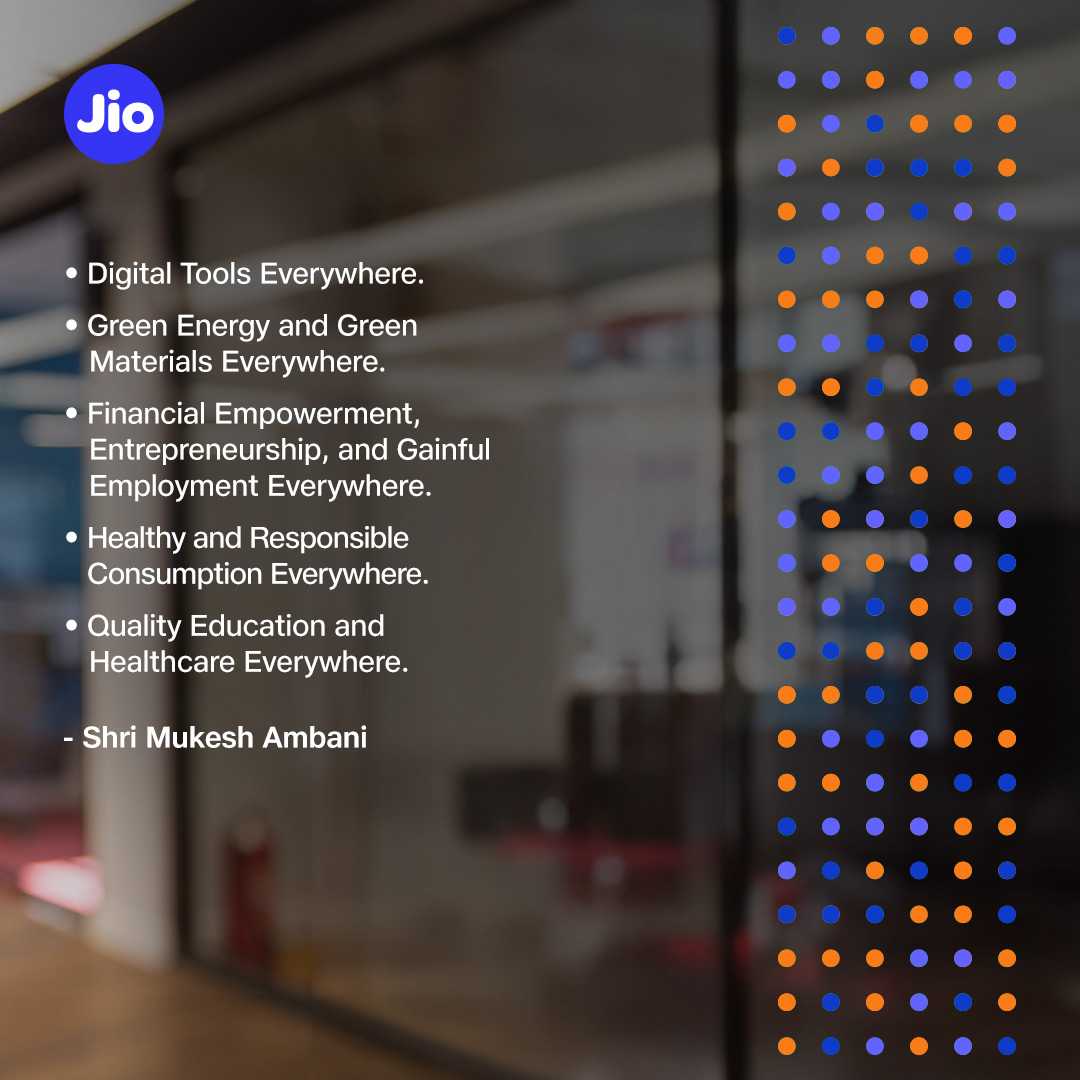 Jio
• Digital Tools Everywhere.
• Green Energy and Green
Materials Everywhere.
• Financial Empowerment,
Entrepreneurship, and Gainful
Employment Everywhere.
• Healthy and Responsible
Consumption Everywhere.
• Quality Education and
Healthcare Everywhere.
- Shri Mukesh Ambani